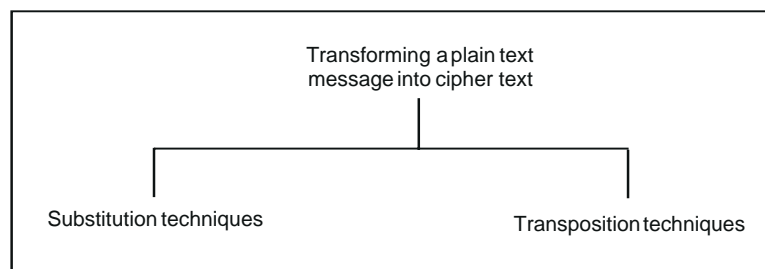 Transforming a plain text
message into cipher text
Substitution techniques
Transposition techniques